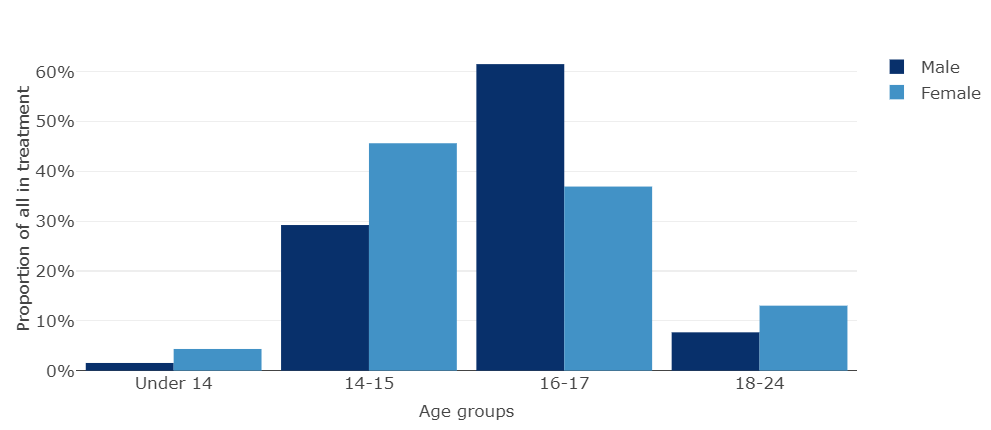 Proportion of all in treatment
60%
50%
40%
30%
20%
10%
0%
Under 14
14-15
16-17
18-24
Age groups
Male
Female